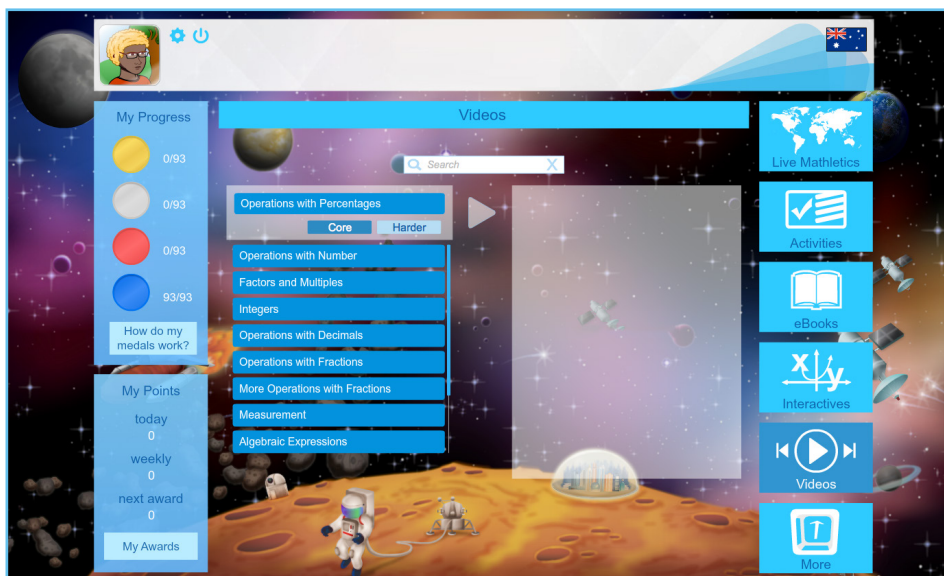 My Progress
0/93
0/93
0/93
93/93
How do my
medals work?
My Points
today
0
weekly
0
next award
0
My Awards
Videos
Search
X
Operations with Percentages
Core Harder
Operations with Number
Factors and Multiples
Integers
Operations with Decimals
Operations with Fractions
More Operations with Fractions
Measurement
Algebraic Expressions
Live Mathletics
Activities
eBooks
x y
Interactives
Videos
More